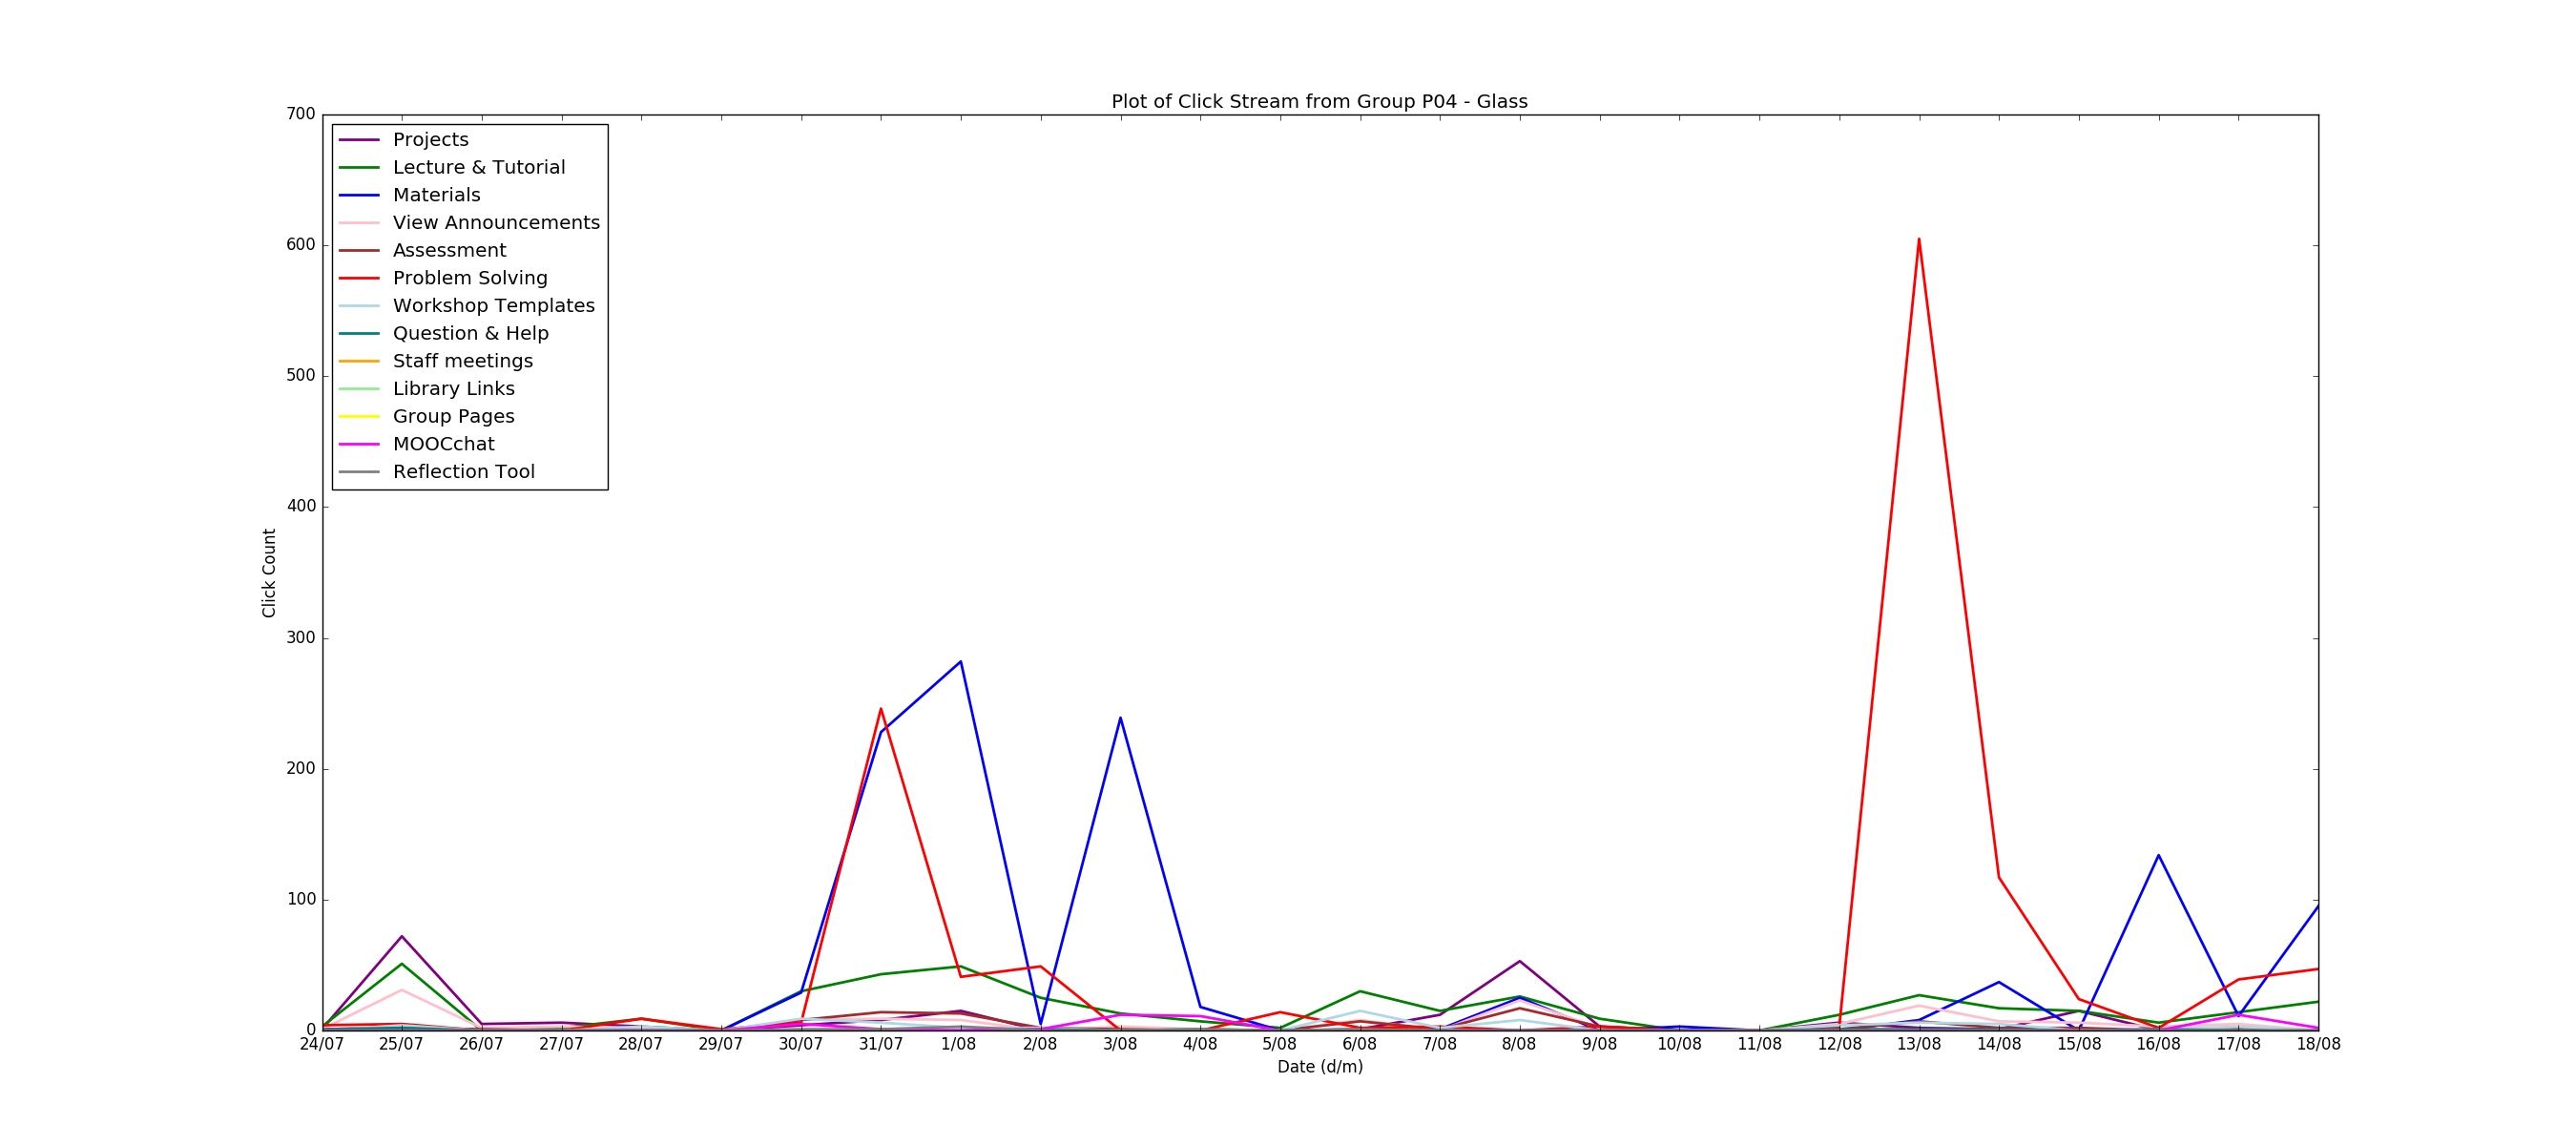 Plot of Click Stream from Group P04 - Glass
700
600
500
400
300
200
100
0
Click Count
Projects
Lecture & Tutorial
Materials
View Announcements
Assessment
Problem Solving
Workshop Templates
Question & Help
Staff meetings
Library Links
Group Pages
MOOCchat
Reflection Tool
24/07 25/07 26/07 27/07 28/07 29/07 30/07 31/07 1/08 2/08 3/08 4/08 5/08 6/08 7/08 8/08 9/08 10/08 11/08 12/08 13/08 14/08 15/08 16/08 17/08 18/08
Date (d/m)